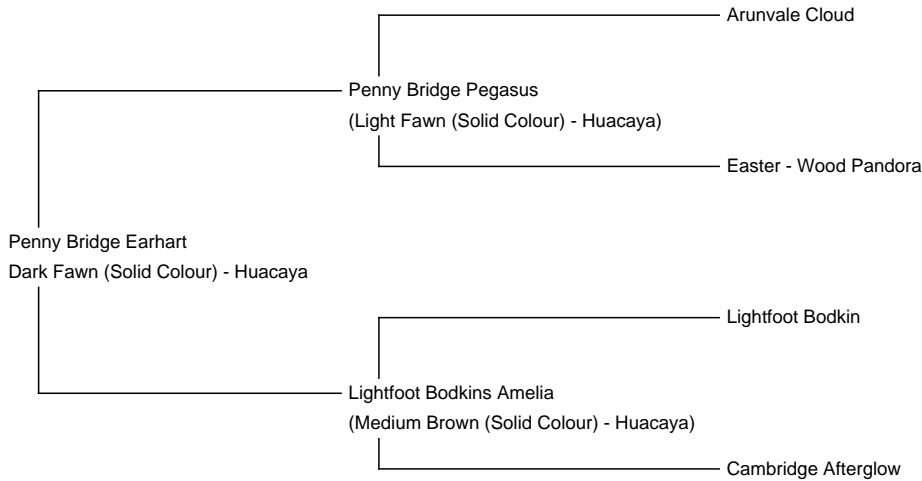 Arunvale Cloud
Penny Bridge Pegasus
(Light Fawn (Solid Colour) - Huacaya)
Easter - Wood Pandora
Penny Bridge Earhart
Dark Fawn (Solid Colour) - Huacaya
Lightfoot Bodkin
Lightfoot Bodkins Amelia
(Medium Brown (Solid Colour) - Huacaya)
Cambridge Afterglow